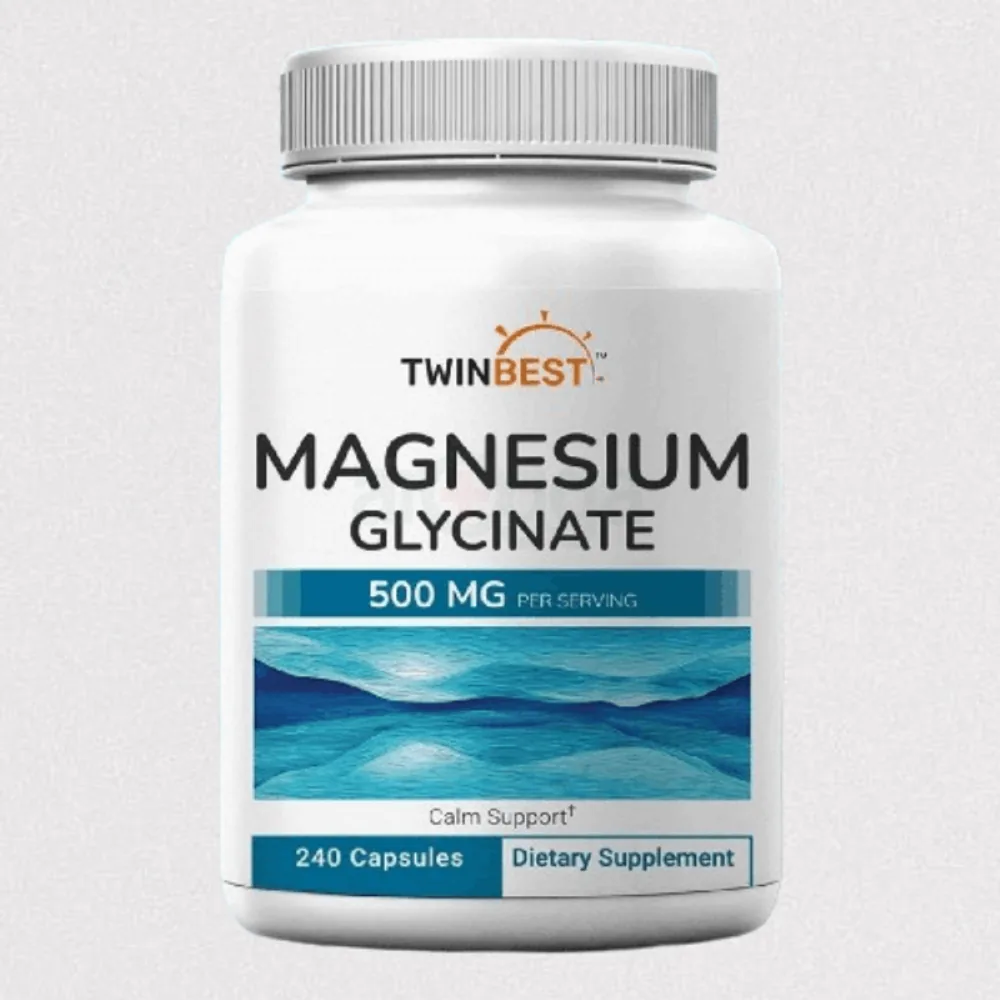 TWINBEST™
MAGNESIUM
GLYCINATE
500 MG PER SERVING
Calm Support†
240 Capsules
Dietary Supplement